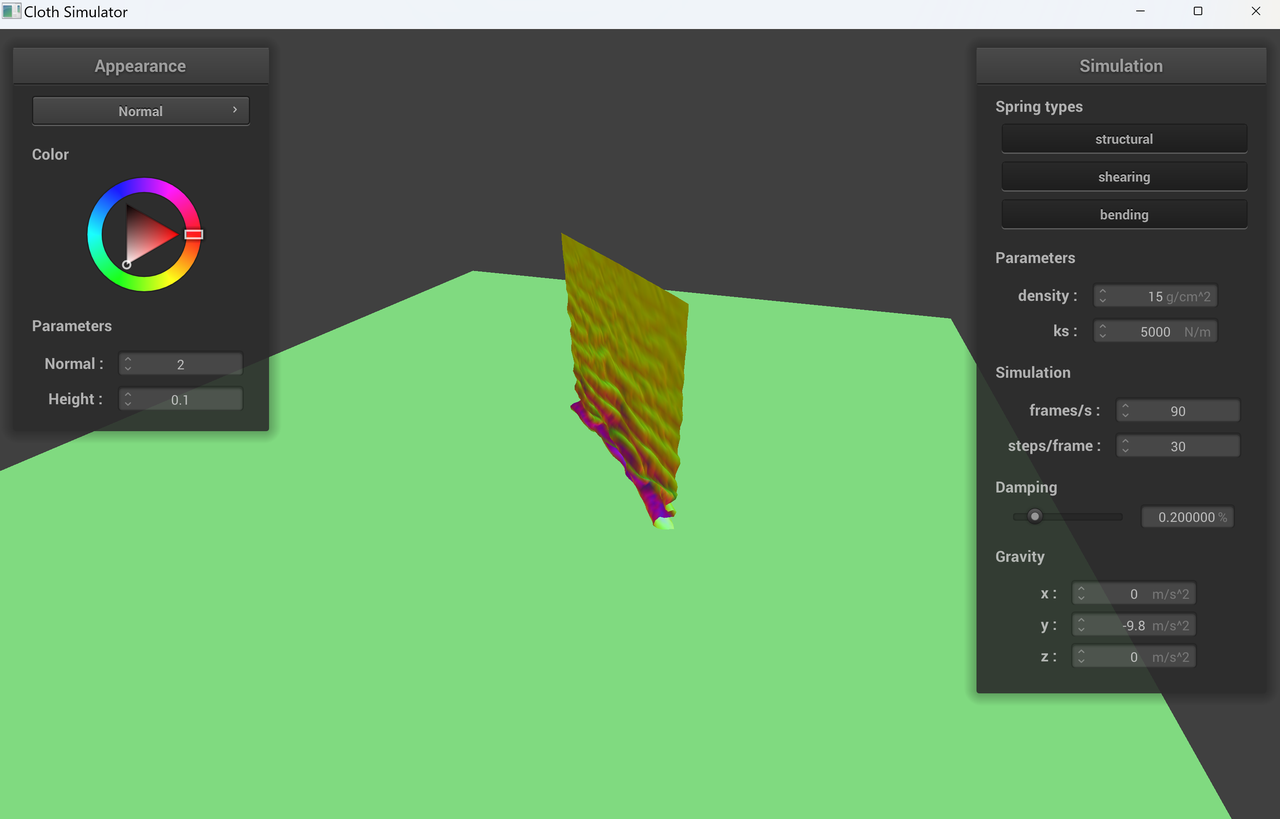 Cloth Simulator
Appearance
Normal
Color
Parameters
Normal : 2
Height : 0.1
Simulation
Spring types
structural
shearing
bending
Parameters
density : 15 g/cm^2
ks : 5000 N/m
Simulation
frames/s : 90
steps/frame : 30
Damping
0.200000 %
Gravity
x : 0 m/s^2
y : -9.8 m/s^2
z : 0 m/s^2